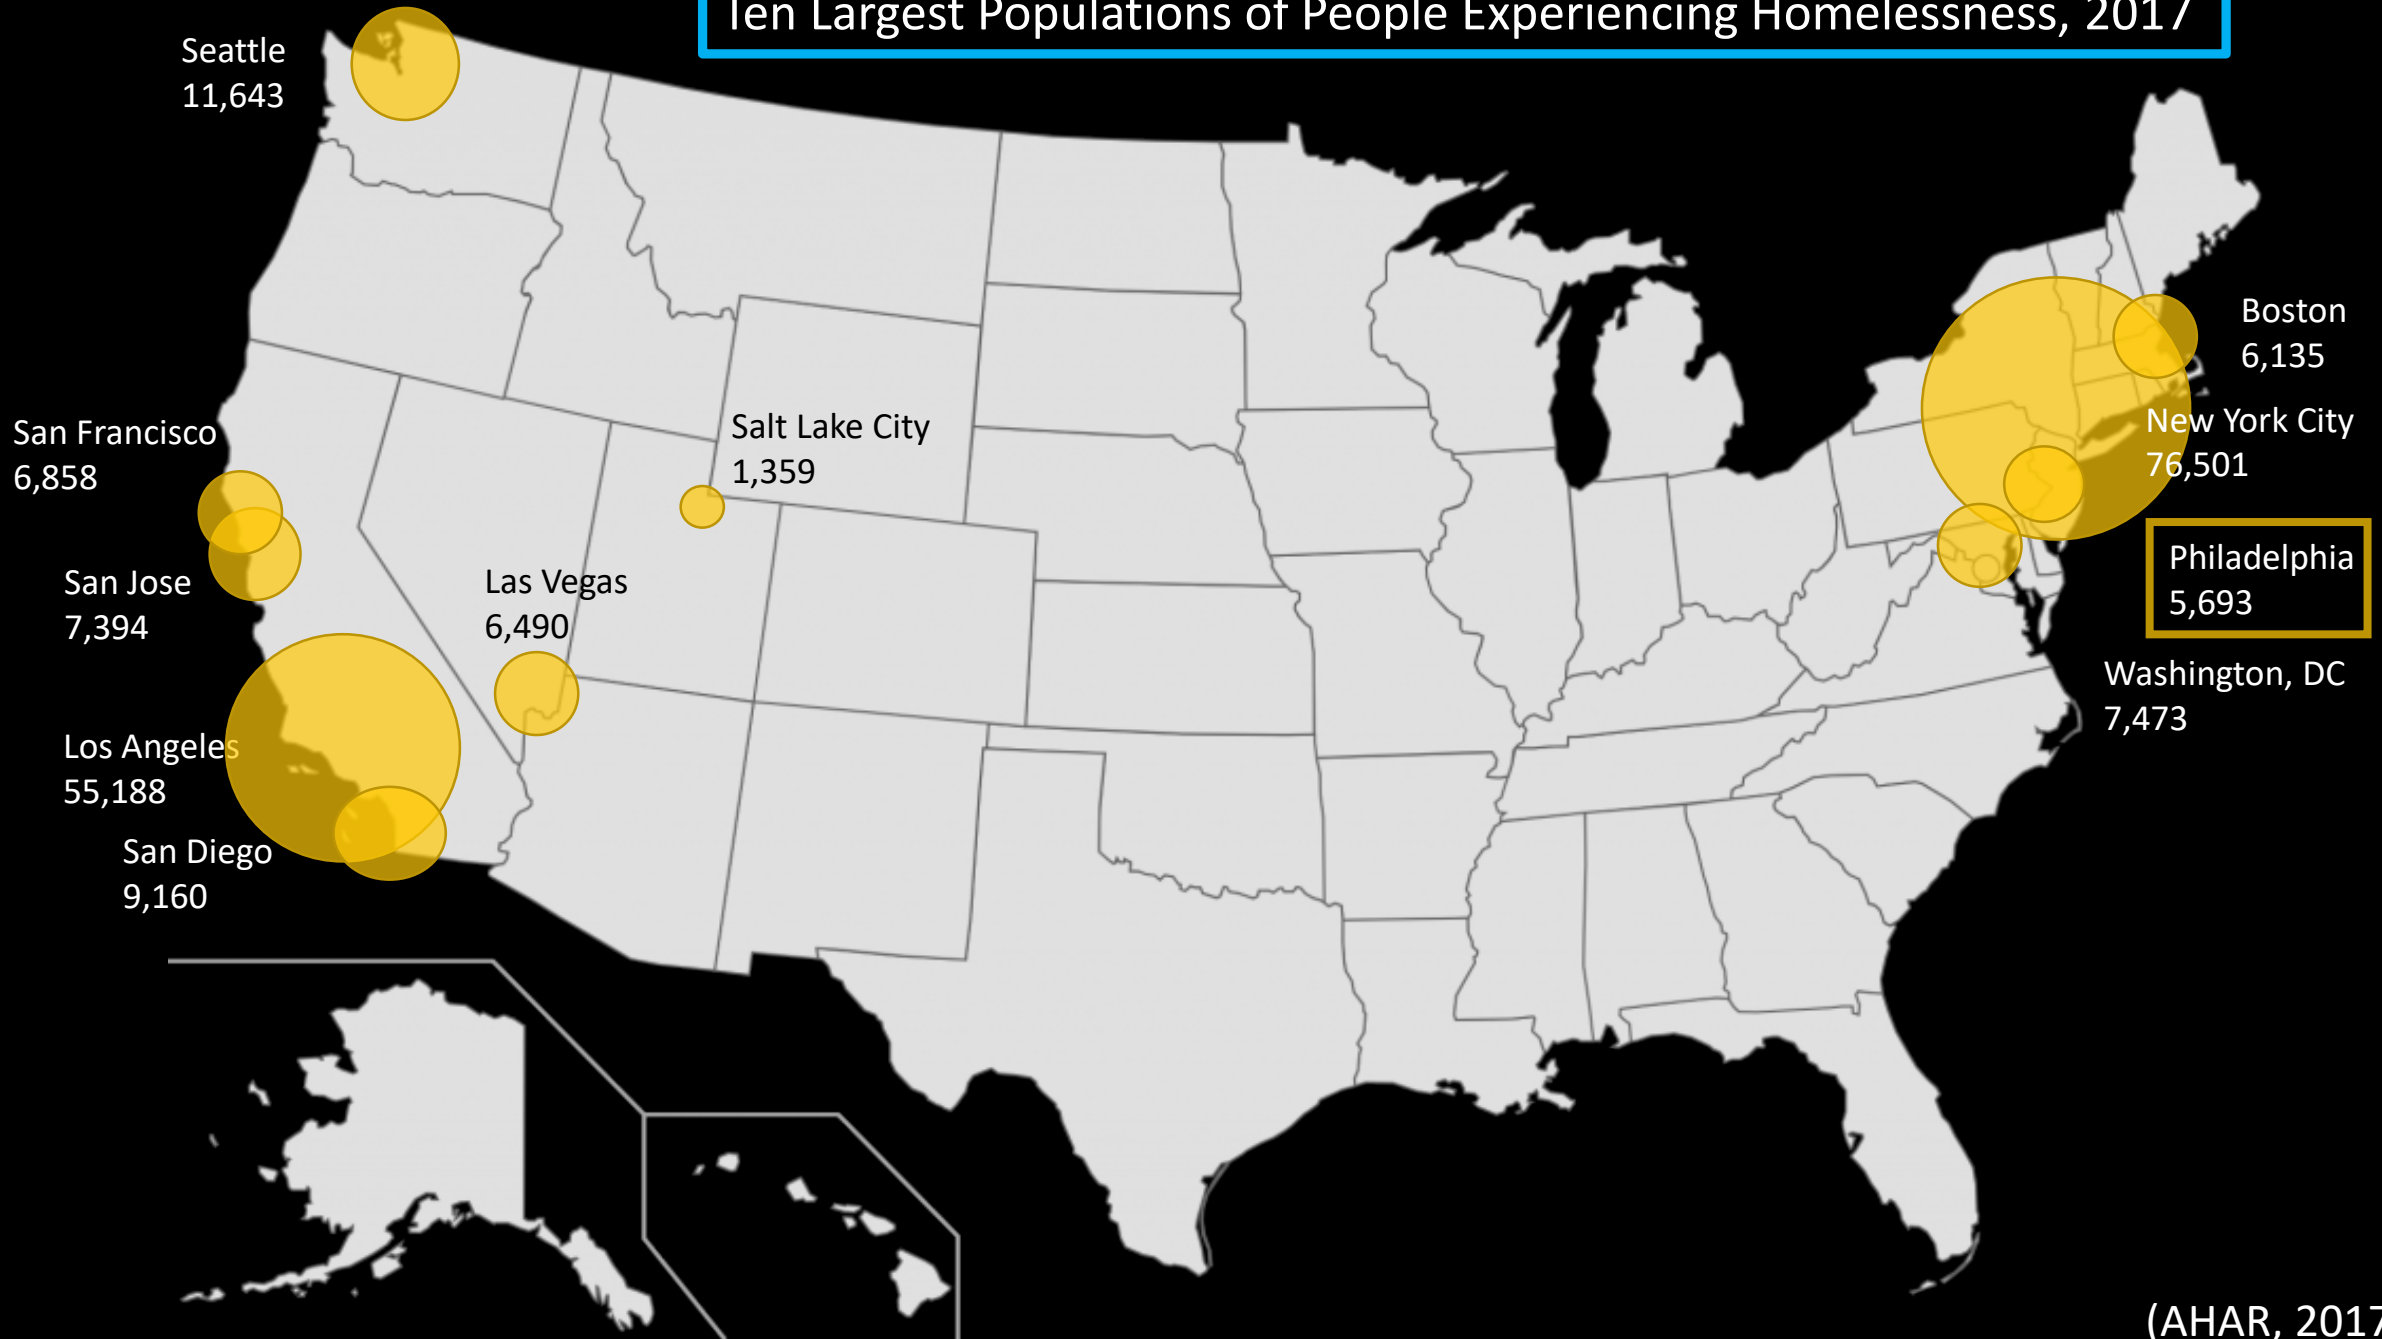 Ten Largest Populations of People Experiencing Homelessness, 2017
Seattle
11,643
Boston
6,135
San Francisco
6,858
Salt Lake City
1,359
New York City
76,501
Philadelphia
5,693
San Jose
7,394
Las Vegas
6,490
Washington, DC
7,473
Los Angeles
55,188
San Diego
9,160
(AHAR, 2017